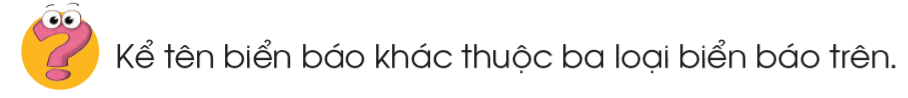 Kể tên biển báo khác thuộc ba loại biển báo trên.